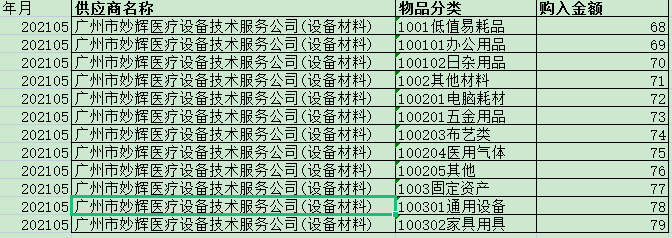 年月 供应商名称 物品分类 购入金额
202105 广州市妙辉医疗设备技术服务公司(设备材料) 1001低值易耗品 68
202105 广州市妙辉医疗设备技术服务公司(设备材料) 100101办公用品 69
202105 广州市妙辉医疗设备技术服务公司(设备材料) 100102日杂用品 70
202105 广州市妙辉医疗设备技术服务公司(设备材料) 1002其他材料 71
202105 广州市妙辉医疗设备技术服务公司(设备材料) 100201电脑耗材 72
202105 广州市妙辉医疗设备技术服务公司(设备材料) 100201五金用品 73
202105 广州市妙辉医疗设备技术服务公司(设备材料) 100203布艺类 74
202105 广州市妙辉医疗设备技术服务公司(设备材料) 100204医用气体 75
202105 广州市妙辉医疗设备技术服务公司(设备材料) 100205其他 76
202105 广州市妙辉医疗设备技术服务公司(设备材料) 1003固定资产 77
202105 广州市妙辉医疗设备技术服务公司(设备材料) 100301通用设备 78
202105 广州市妙辉医疗设备技术服务公司(设备材料) 100302家具用具 79